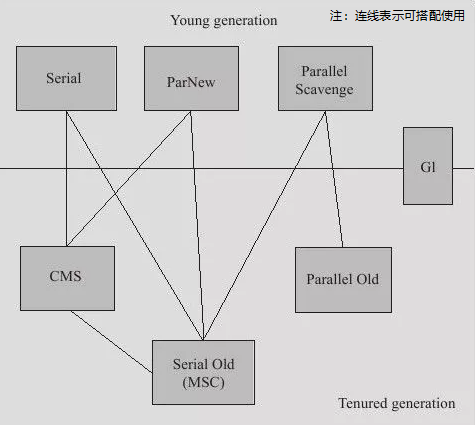 注：连线表示可搭配使用
Young generation
Serial
ParNew
Parallel
Scavenge
Gl
CMS
Parallel Old
Serial Old
(MSC)
Tenured generation